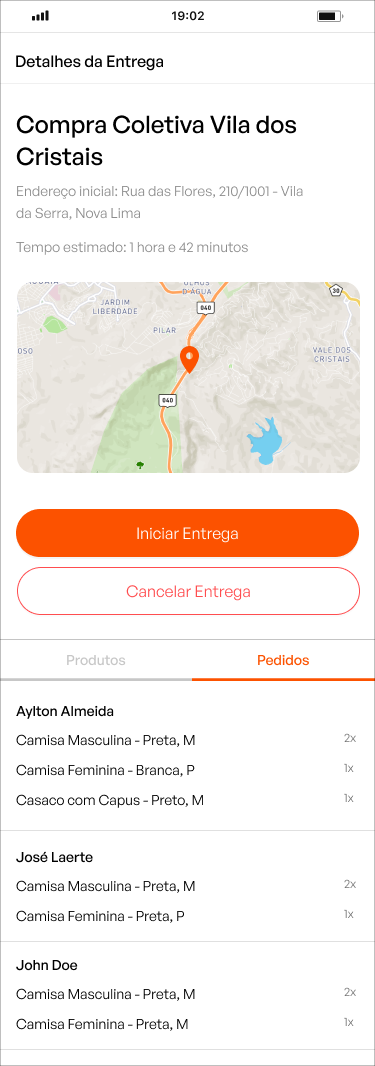 19:02
Detalhes da Entrega
Compra Coletiva Vila dos
Cristais
Endereço inicial: Rua das Flores, 210/1001 - Vila
da Serra, Nova Lima
Tempo estimado: 1 hora e 42 minutos
OLHOS
D'ÁGUA
30
JARDIM
LIBERDADE
040
PILAR
OSO
VALE DOS
CRISTAIS
040
Iniciar Entrega
Cancelar Entrega
Produtos
Pedidos
Aylton Almeida
Camisa Masculina - Preta, M 2x
Camisa Feminina - Branca, P 1x
Casaco com Capus - Preto, M 1x
José Laerte
Camisa Masculina - Preta, M 2x
Camisa Feminina - Preta, P 1x
John Doe
Camisa Masculina - Preta, M 2x
Camisa Feminina - Preta, M 1x